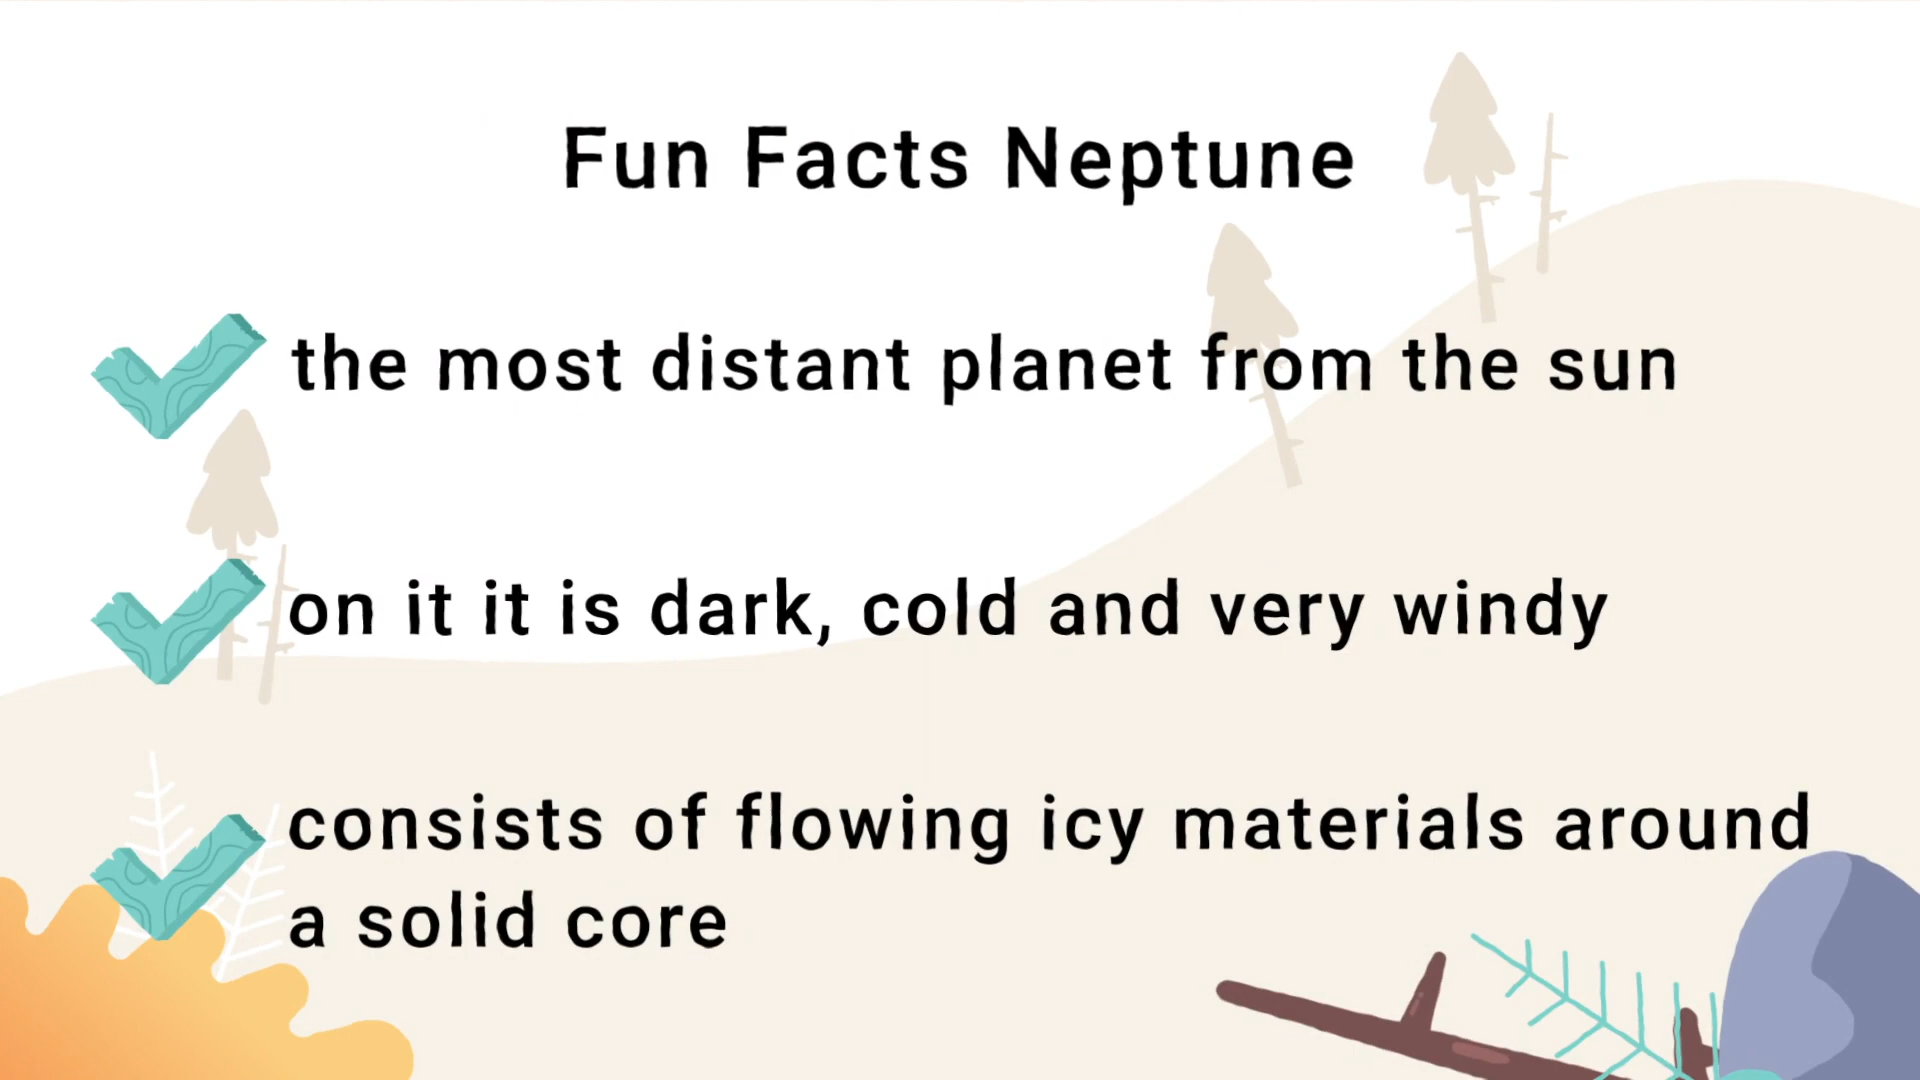 Fun Facts Neptune
the most distant planet from the sun
on it it is dark, cold and very windy
consists of flowing icy materials around
a solid core